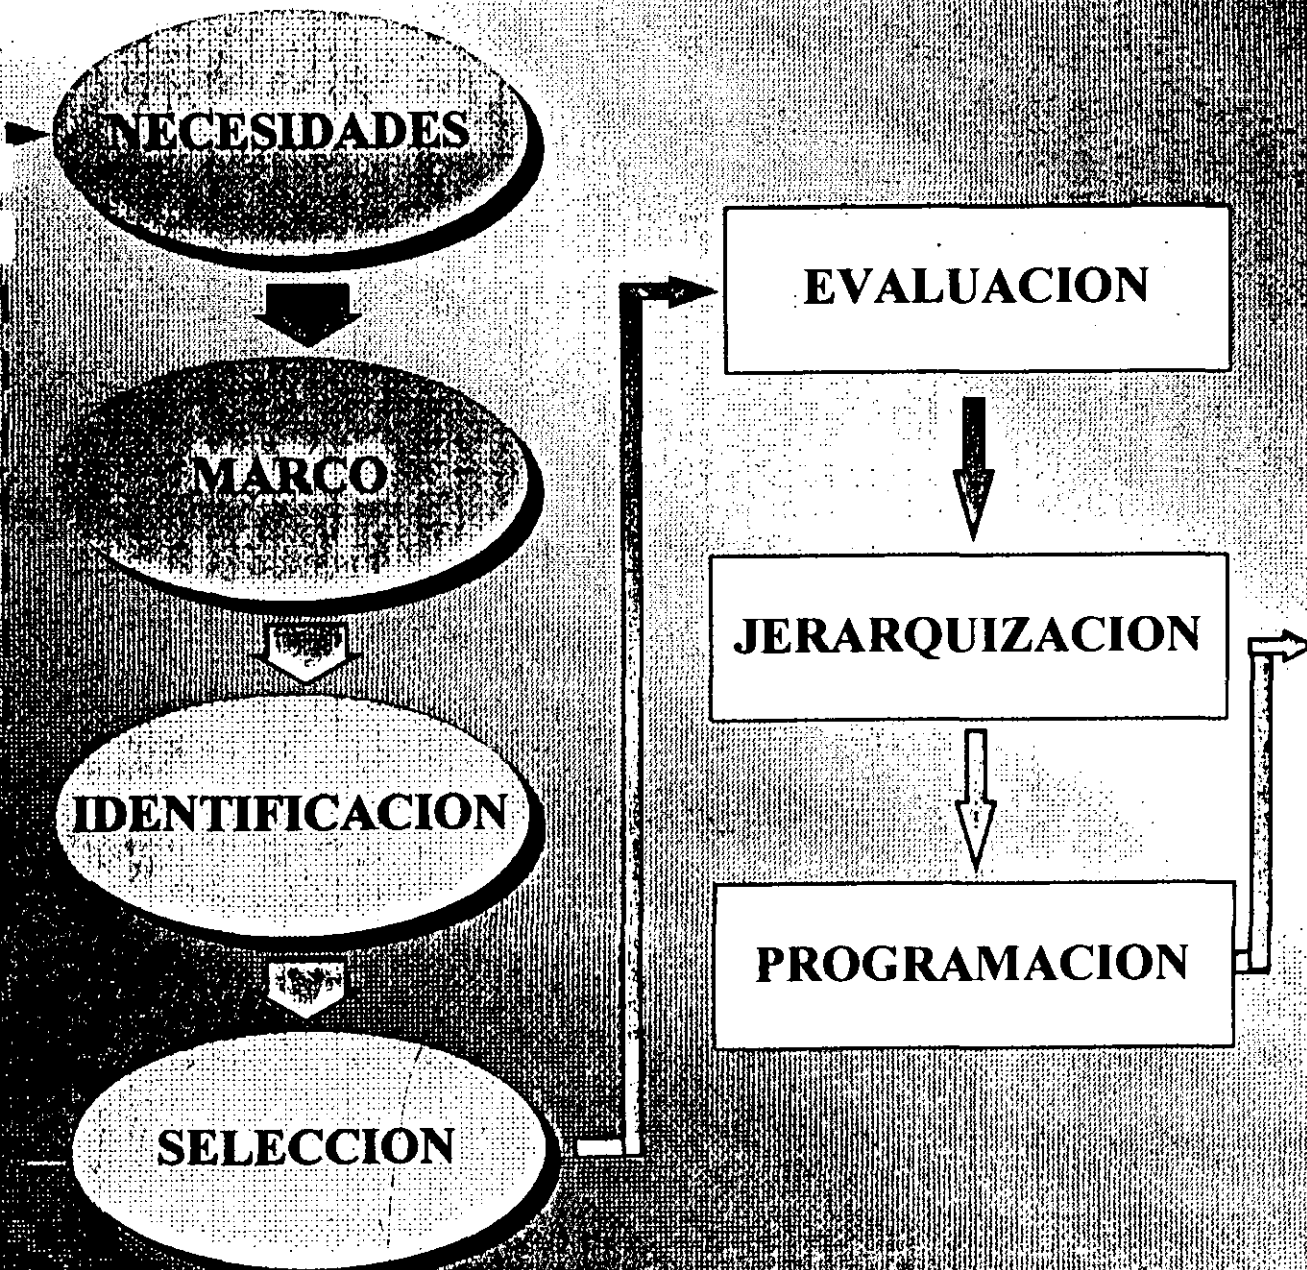 NECESIDADES
MARCO
IDENTIFICACION
SELECCION
EVALUACION
JERARQUIZACION
PROGRAMACION